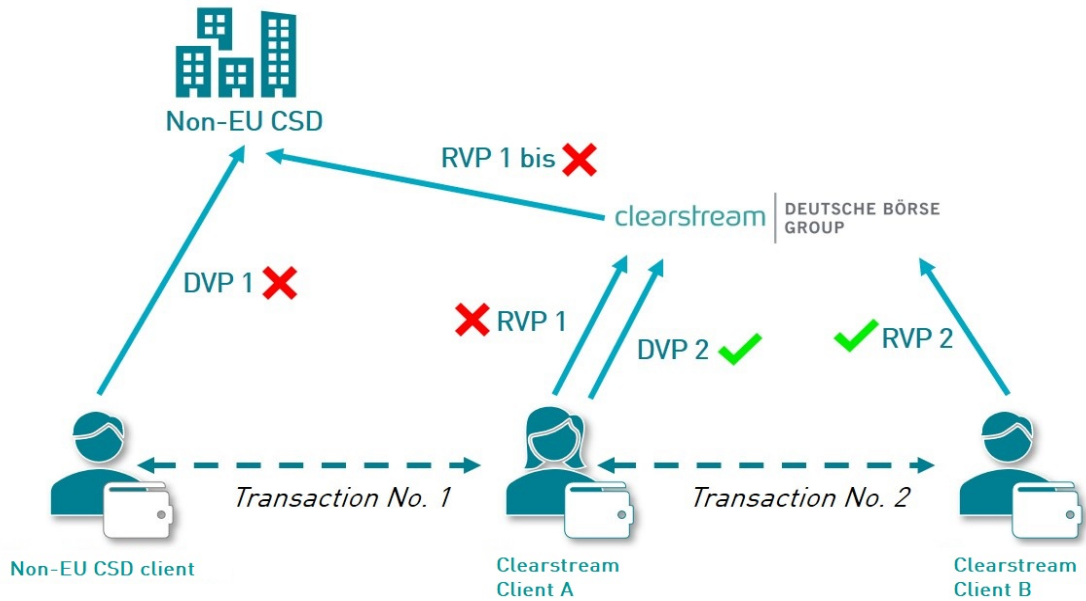 Non-EU CSD
RVP 1 bis
clearstream
DEUTSCHE BÖRSE
GROUP
DVP 1
RVP 1
DVP 2
RVP 2
Transaction No. 1
Transaction No. 2
Non-EU CSD client
Clearstream
Client A
Clearstream
Client B